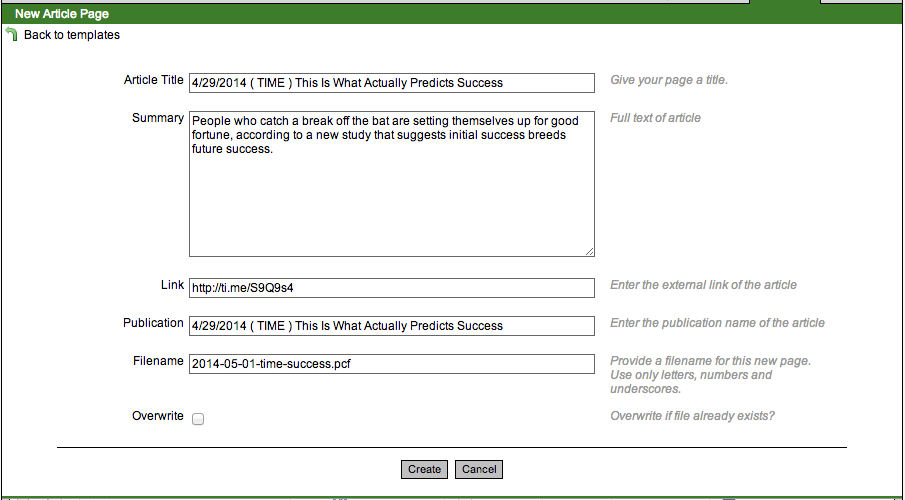 New Article Page
Back to templates
Article Title 4/29/2014 ( TIME ) This Is What Actually Predicts Success Give your page a title.
Summary People who catch a break off the bat are setting themselves up for good Full text of article
fortune, according to a new study that suggests initial success breeds
future success.
Link http://ti.me/S9Q9s4 Enter the external link of the article
Publication 4/29/2014 ( TIME ) This Is What Actually Predicts Success Enter the publication name of the article
Filename 2014-05-01-time-success.pcf Provide a filename for this new page.
Use only letters, numbers and
underscores.
Overwrite Overwrite if file already exists?
Create Cancel